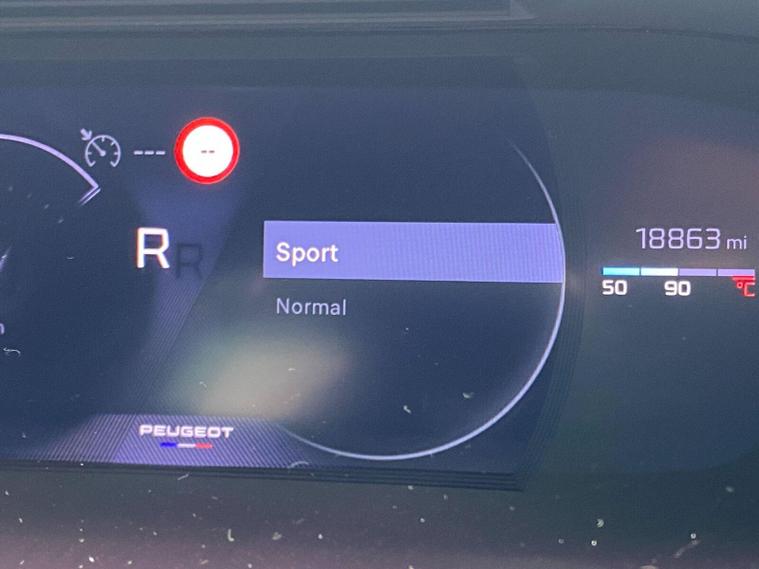 --- --
R
Sport
Normal
18863 mi
50 90 °C
PEUGEOT